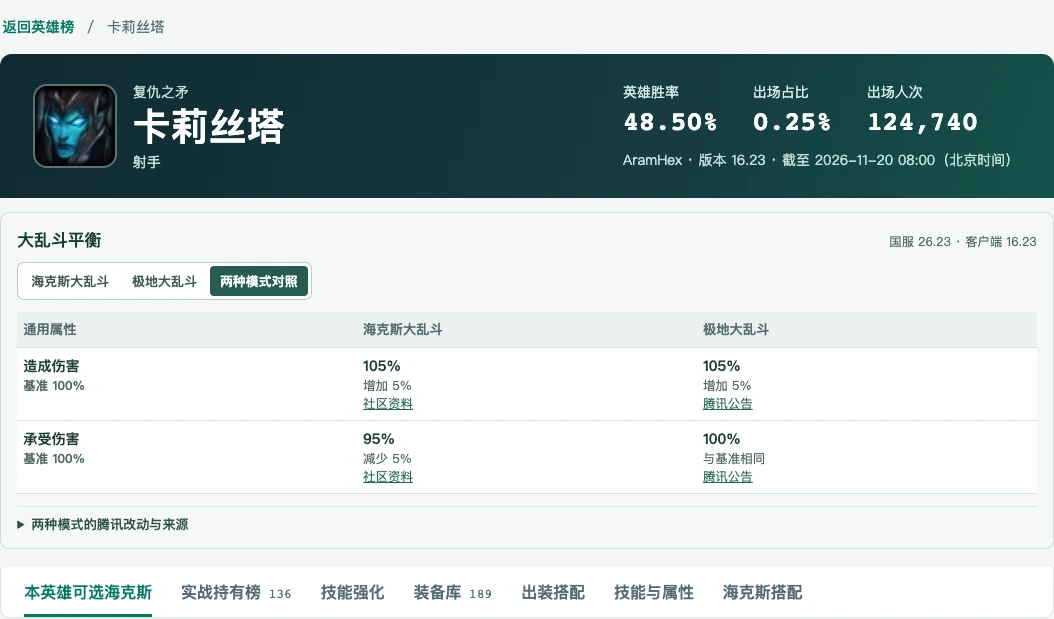 返回英雄榜 / 卡莉丝塔
复仇之矛
卡莉丝塔
射手
英雄胜率 出场占比 出场人次
48.50% 0.25% 124,740
AramHex · 版本 16.23 · 截至 2026-11-20 08:00（北京时间）
大乱斗平衡
国服 26.23 · 客户端 16.23
海克斯大乱斗 极地大乱斗 两种模式对照
通用属性 海克斯大乱斗 极地大乱斗
造成伤害 105% 105%
基准 100% 增加 5% 增加 5%
社区资料 腾讯公告
承受伤害 95% 100%
基准 100% 减少 5% 与基准相同
社区资料 腾讯公告
▶ 两种模式的腾讯改动与来源
本英雄可选海克斯 实战持有榜 136 技能强化 装备库 189 出装搭配 技能与属性 海克斯搭配